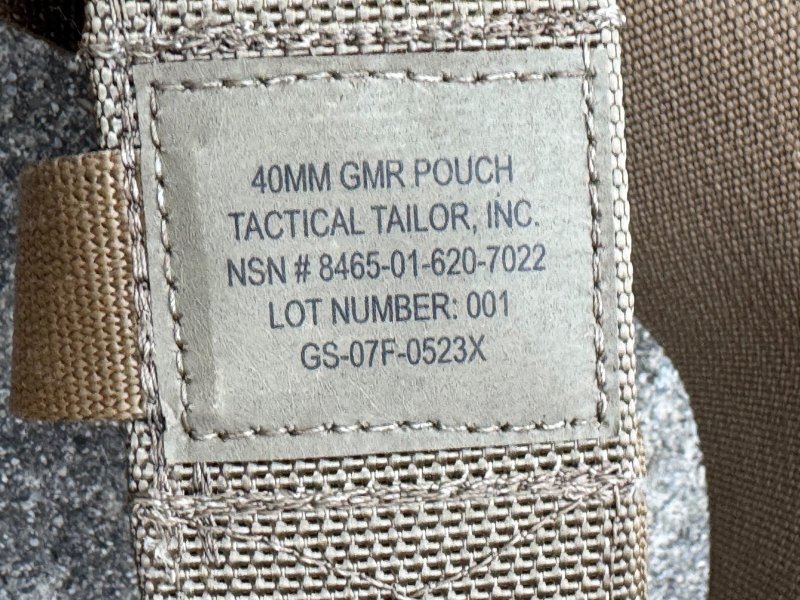 40MM GMR POUCH
TACTICAL TAILOR, INC.
NSN # 8465-01-620-7022
LOT NUMBER: 001
GS-07F-0523X